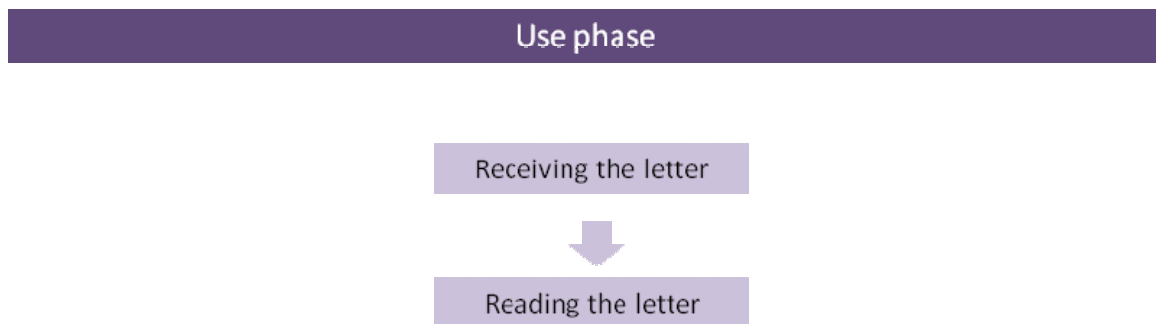 Use phase
Receiving the letter
Reading the letter